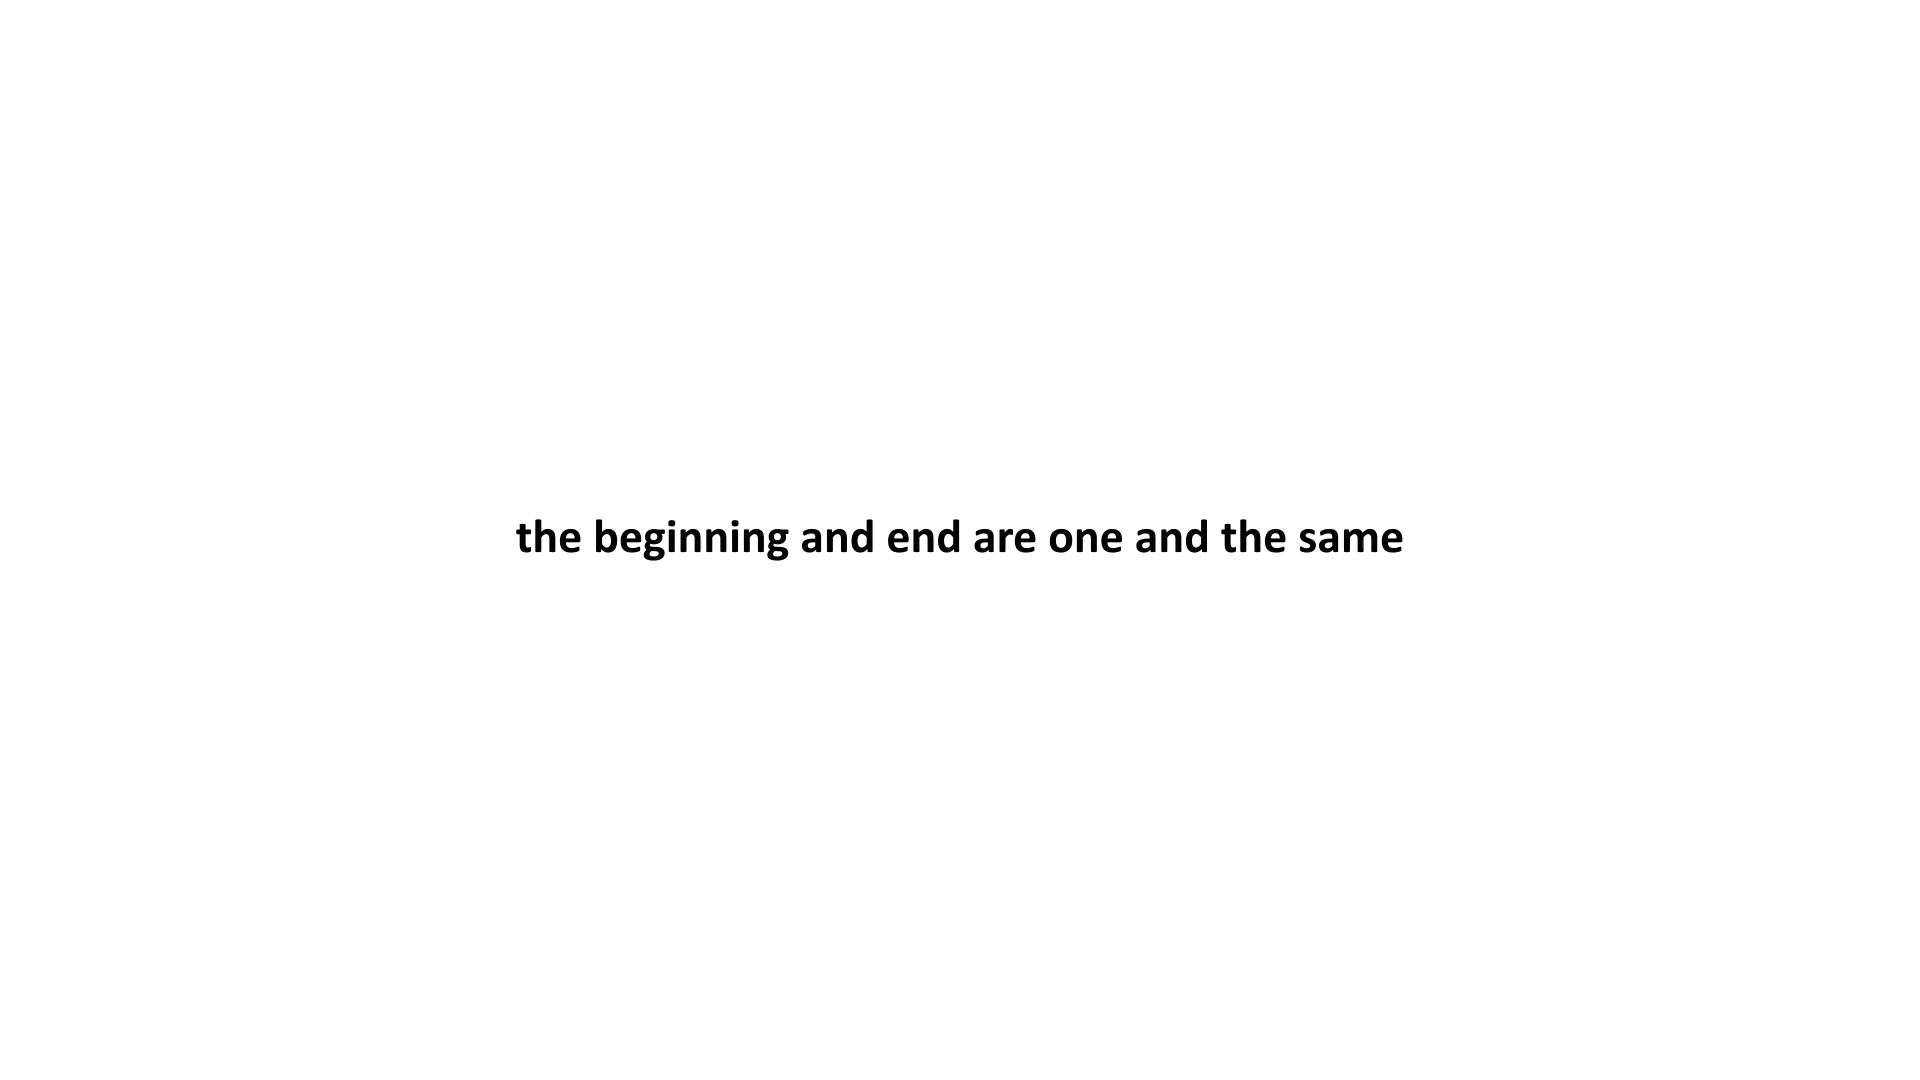 the beginning and end are one and the same